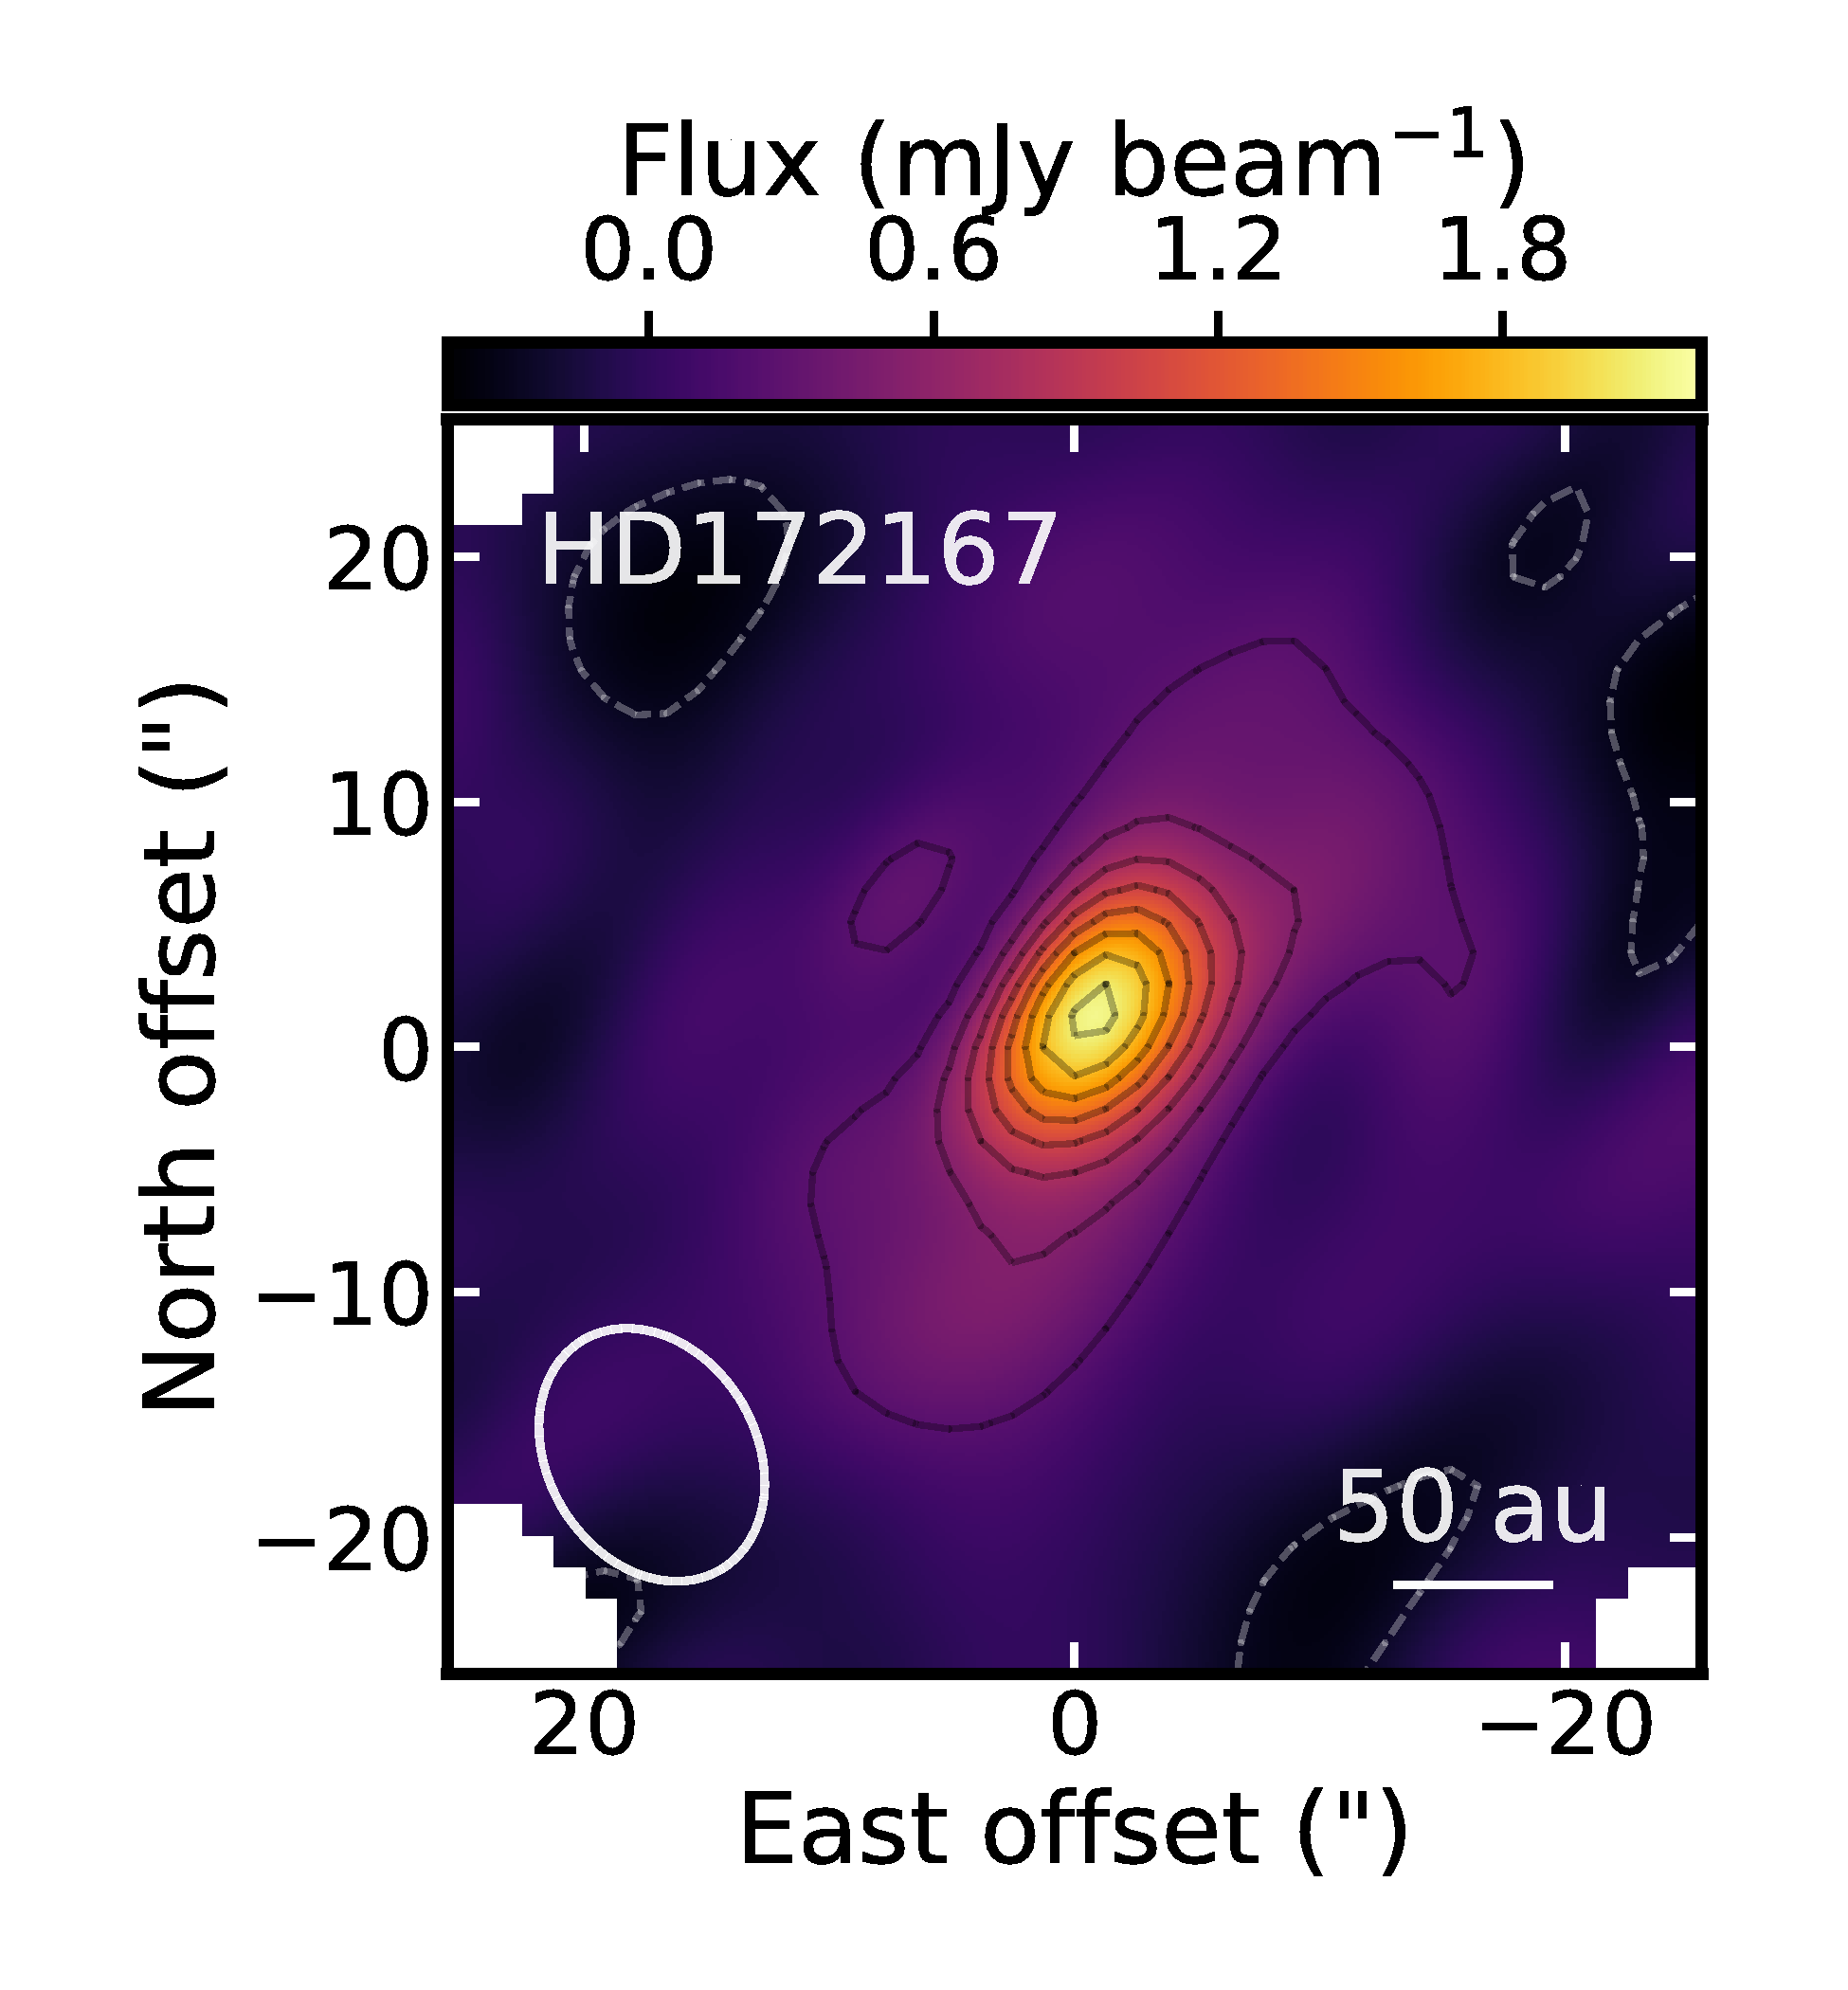 Flux (mJy beam⁻¹)
0.0 0.6 1.2 1.8
HD172167
20
10
0
−10
−20
North offset (")
50 au
20 0 −20
East offset (")